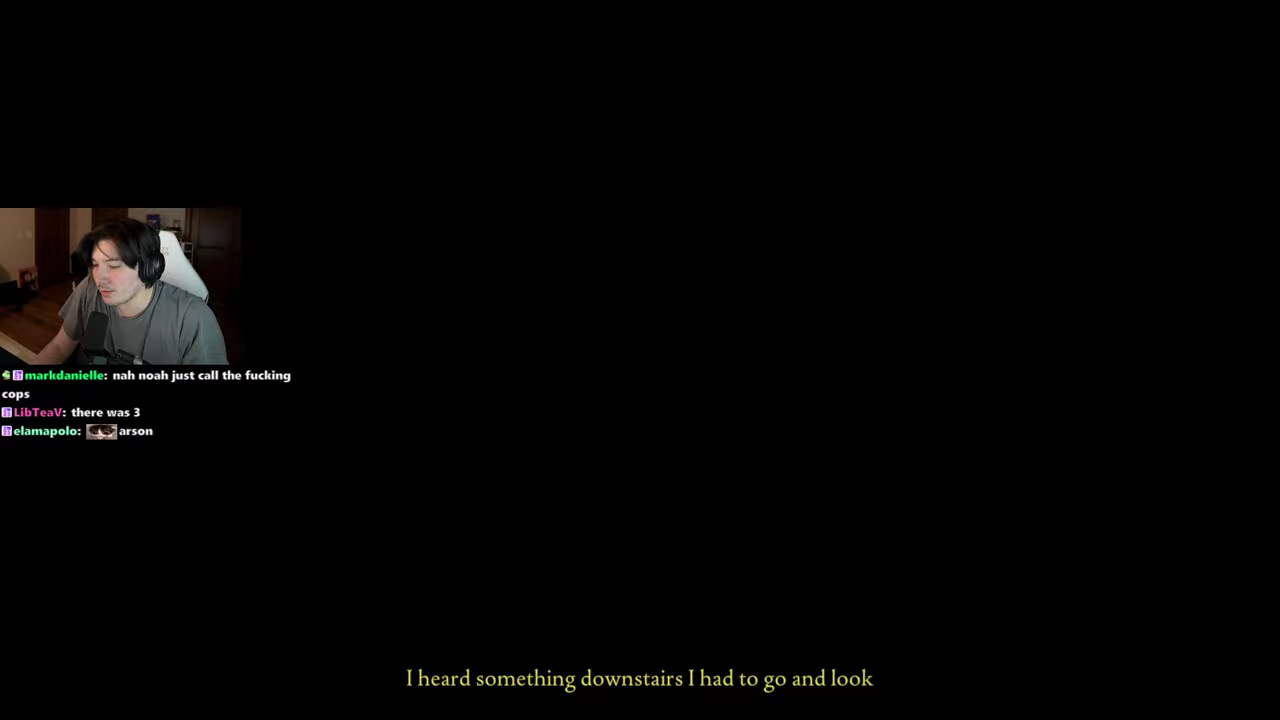 markdanielle: nah noah just call the fucking
cops
LibTeaV: there was 3
elamapolo: arson
I heard something downstairs I had to go and look